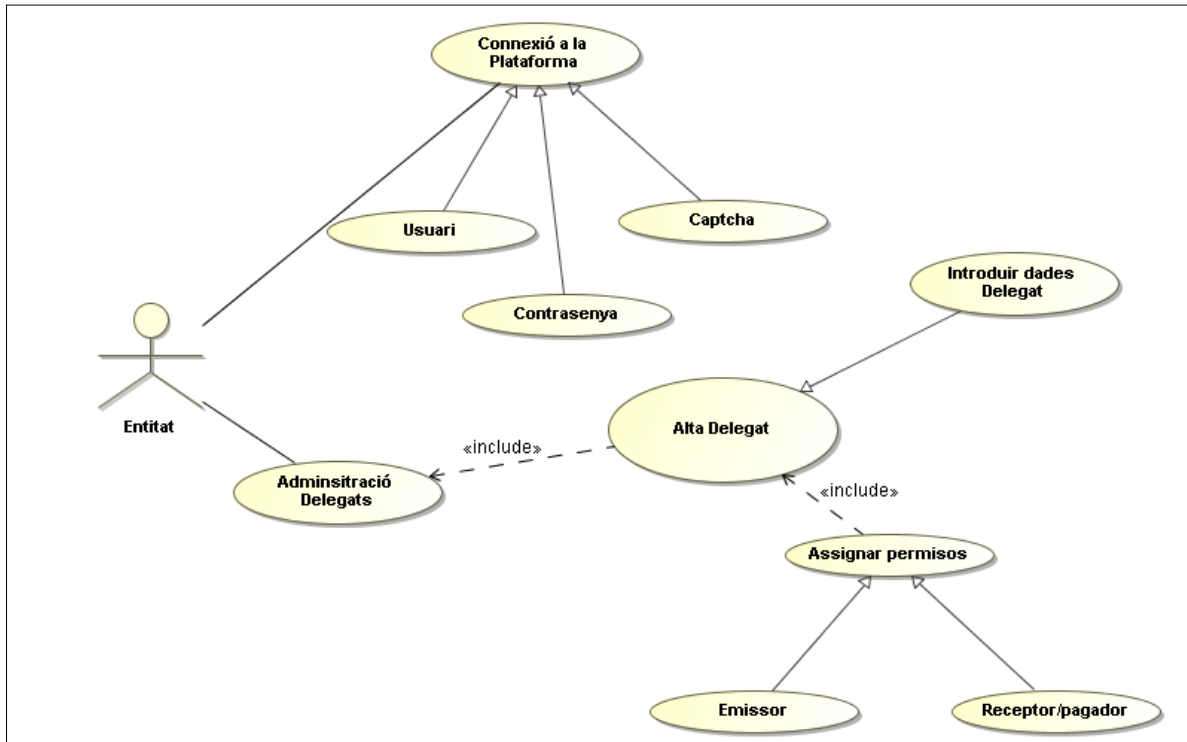 Connexió a la
Plataforma
Usuari
Captcha
Contrasenya
Introduir dades
Delegat
Entitat
Alta Delegat
«include»
Adminsitració
Delegats
«include»
Assignar permisos
Emissor
Receptor/pagador